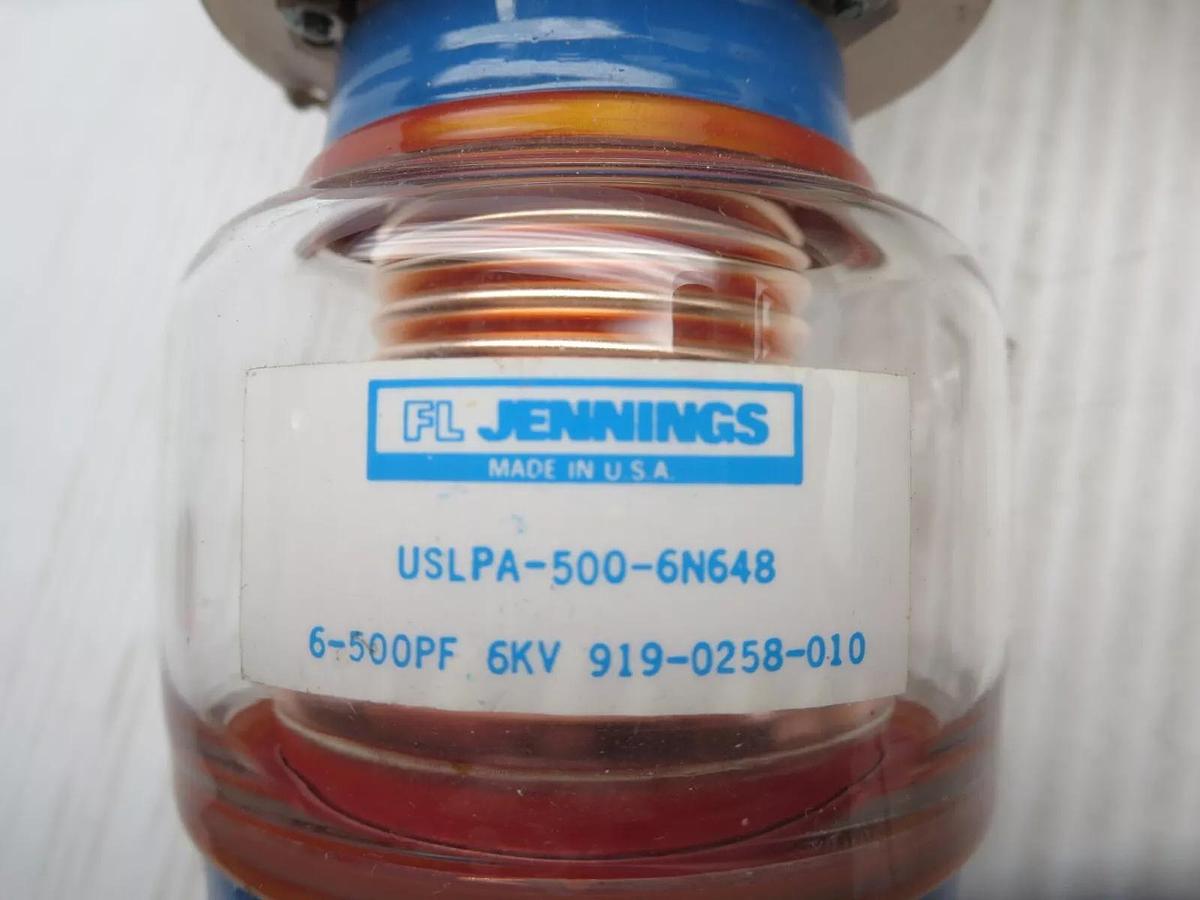 FL JENNINGS
MADE IN U.S.A.
USLPA-500-6N648
6-500PF 6KV 919-0258-010